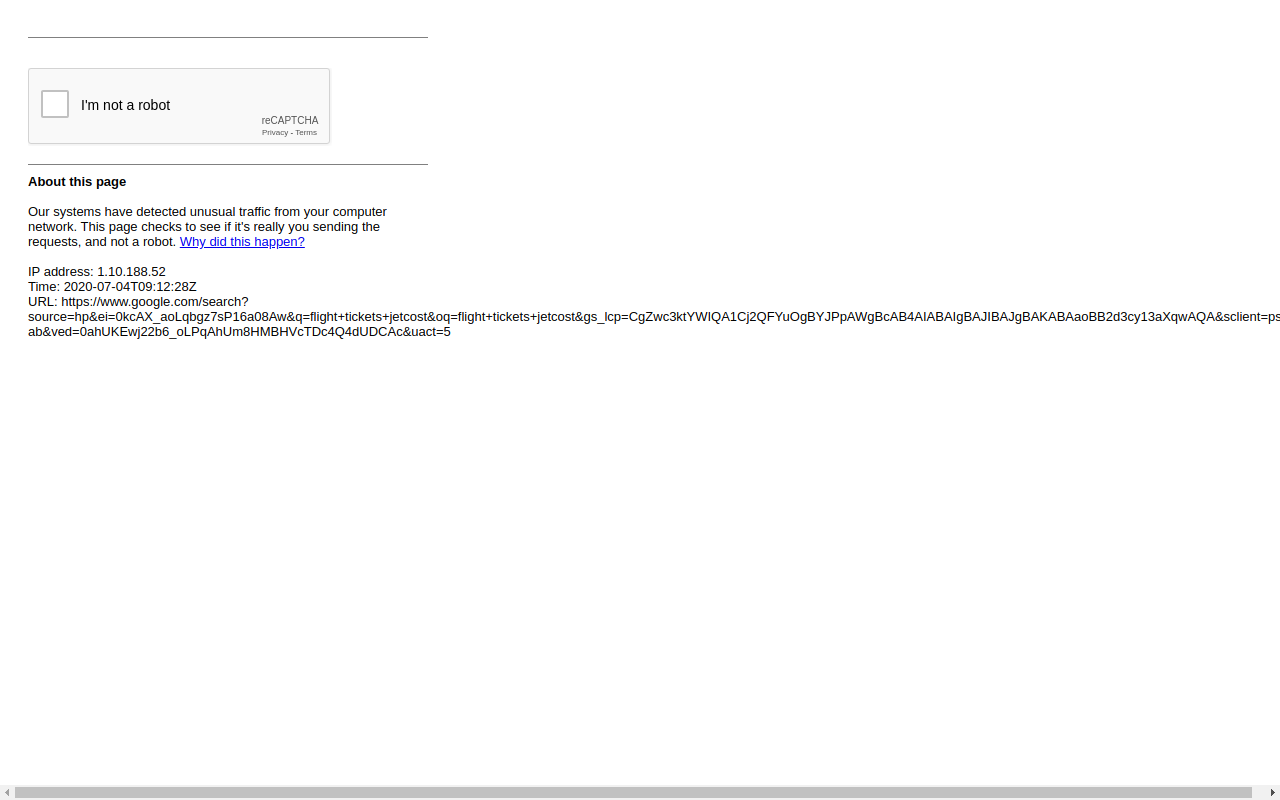 I'm not a robot
reCAPTCHA
Privacy - Terms
About this page
Our systems have detected unusual traffic from your computer
network. This page checks to see if it's really you sending the
requests, and not a robot. Why did this happen?
IP address: 1.10.188.52
Time: 2020-07-04T09:12:28Z
URL: https://www.google.com/search?
source=hp&ei=0kcAX_aoLqbgz7sP16a08Aw&q=flight+tickets+jetcost&oq=flight+tickets+jetcost&gs_lcp=CgZwc3ktYWIQA1Cj2QFYuOgBYJPpAWgBcAB4AIABAIgBAJIBAJgBAKABAaoBB2d3cy13aXqwAQA&sclient=ps
ab&ved=0ahUKEwj22b6_oLPqAhUm8HMBHVcTDc4Q4dUDCAc&uact=5